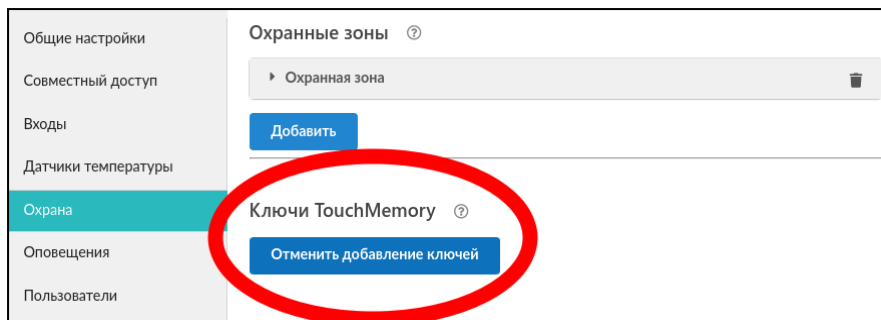 Общие настройки
Совместный доступ
Входы
Датчики температуры
Охрана
Оповещения
Пользователи
Охранные зоны
Охранная зона
Добавить
Ключи TouchMemory
Отменить добавление ключей